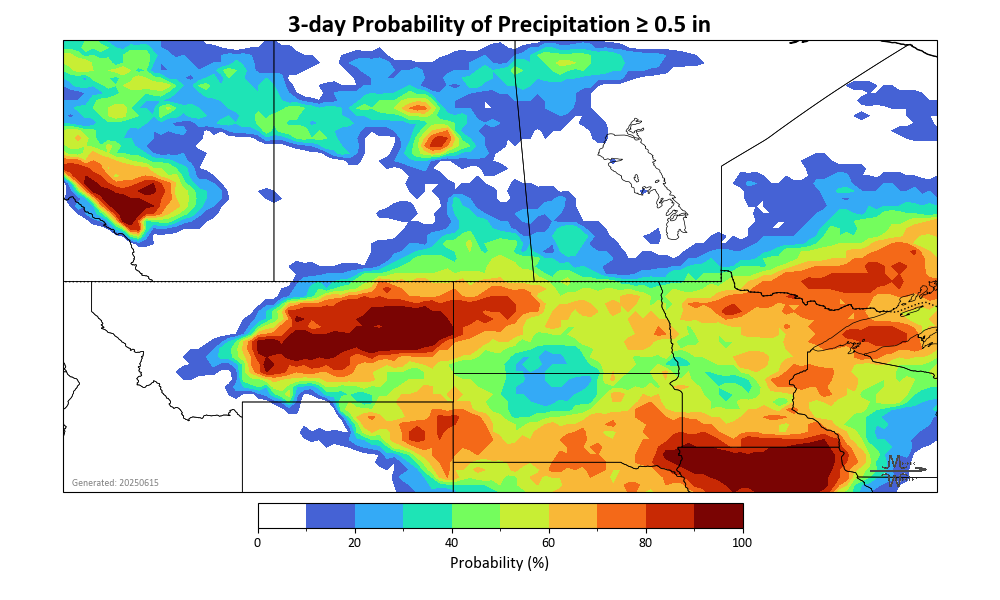 3-day Probability of Precipitation ≥ 0.5 in
Generated: 20250615
0 20 40 60 80 100
Probability (%)